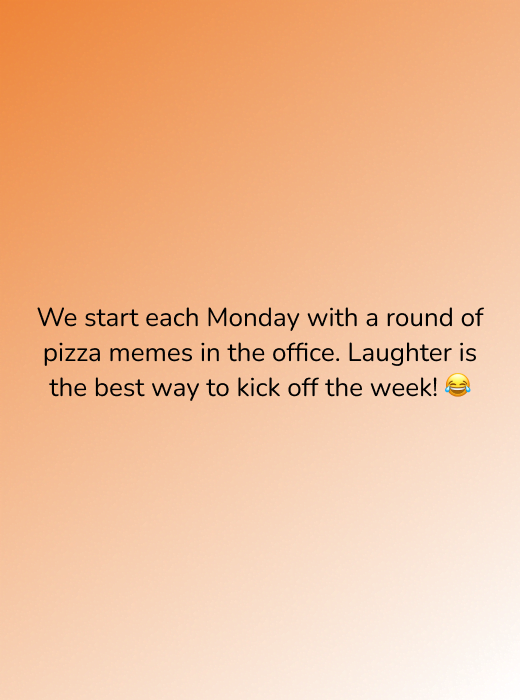 We start each Monday with a round of
pizza memes in the office. Laughter is
the best way to kick off the week! 😂